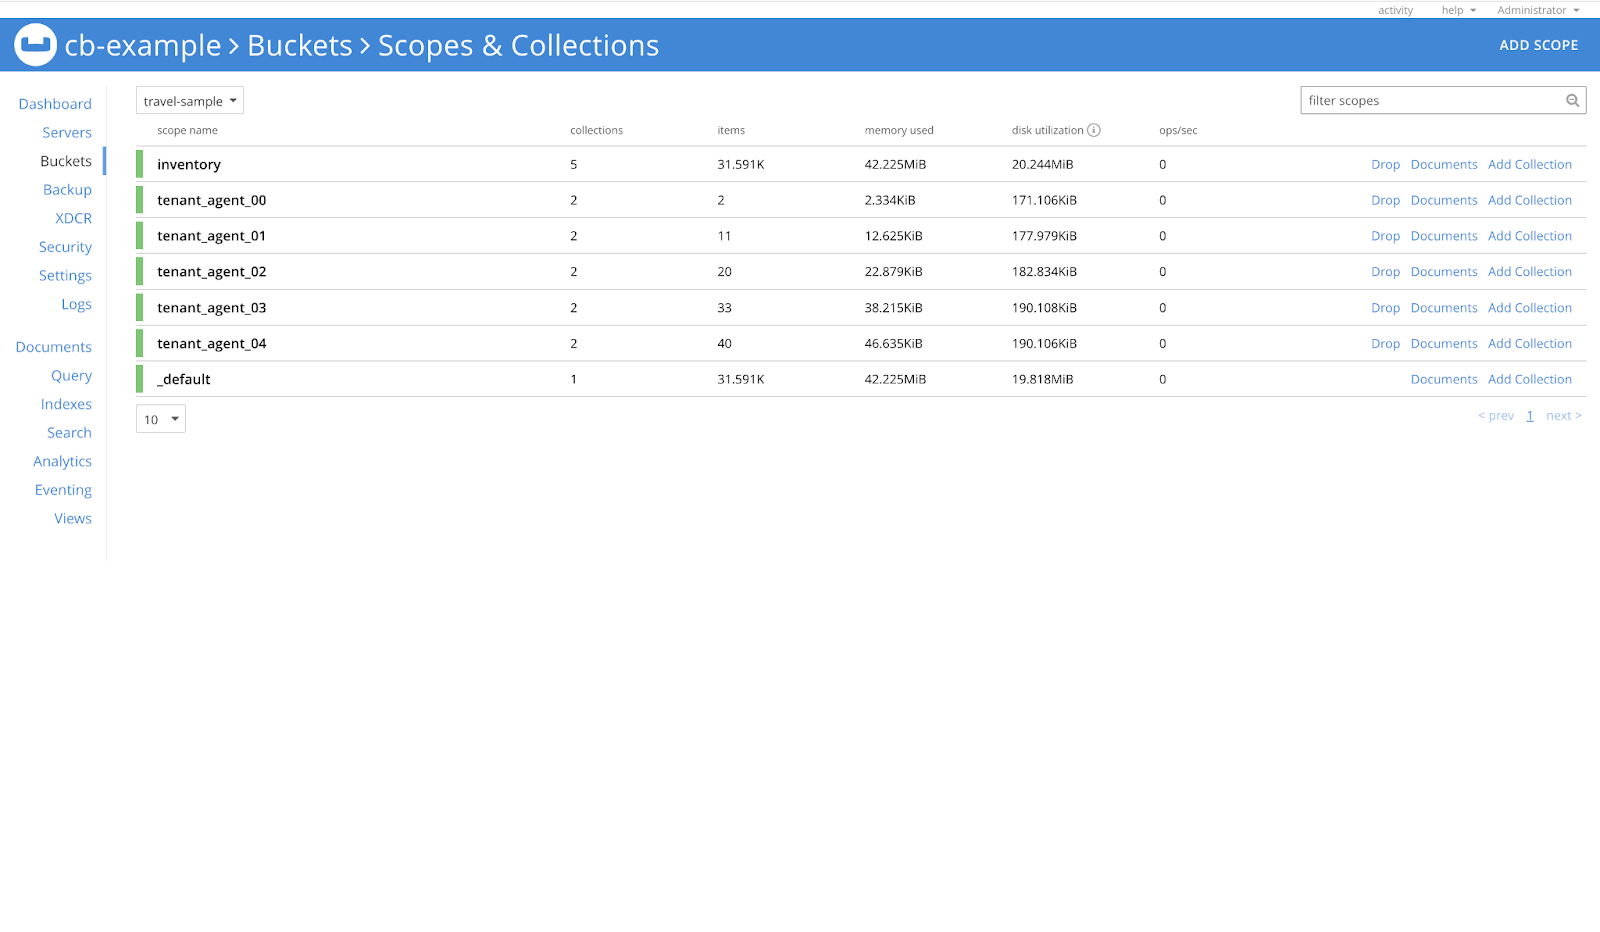 activity help Administrator
cb-example > Buckets > Scopes & Collections ADD SCOPE
Dashboard
Servers
Buckets
Backup
XDCR
Security
Settings
Logs
Documents
Query
Indexes
Search
Analytics
Eventing
Views
travel-sample filter scopes
scope name collections items memory used disk utilization ops/sec
inventory 5 31.591K 42.225MiB 20.244MiB 0 Drop Documents Add Collection
tenant_agent_00 2 2 2.334KiB 171.106KiB 0 Drop Documents Add Collection
tenant_agent_01 2 11 12.625KiB 177.979KiB 0 Drop Documents Add Collection
tenant_agent_02 2 20 22.879KiB 182.834KiB 0 Drop Documents Add Collection
tenant_agent_03 2 33 38.215KiB 190.108KiB 0 Drop Documents Add Collection
tenant_agent_04 2 40 46.635KiB 190.106KiB 0 Drop Documents Add Collection
_default 1 31.591K 42.225MiB 19.818MiB 0 Documents Add Collection
10 < prev 1 next >